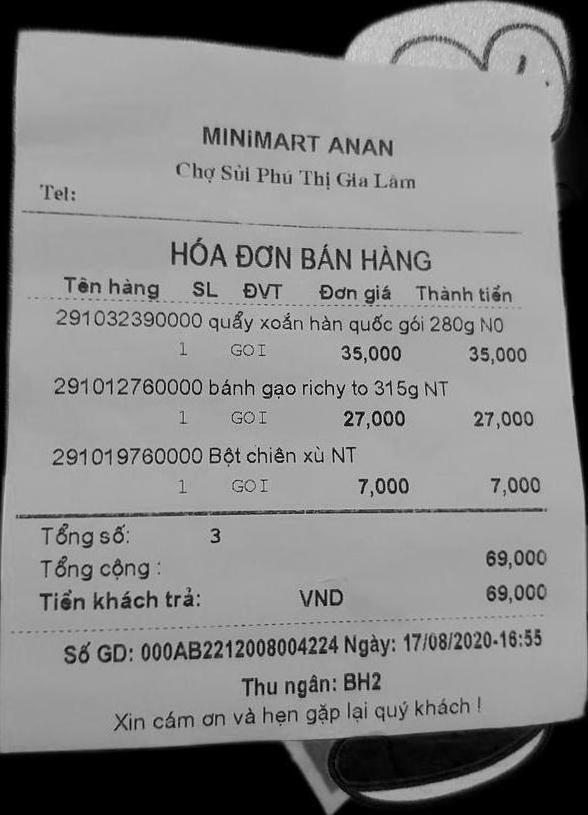 MINiMART ANAN
Chợ Sủi Phú Thị Gia Lâm
Tel:
HÓA ĐƠN BÁN HÀNG
Tên hàng SL ĐVT Đơn giá Thành tiền
291032390000 quẩy xoắn hàn quốc gói 280g N0
1 GOI 35,000 35,000
291012760000 bánh gạo richy to 315g NT
1 GOI 27,000 27,000
291019760000 Bột chiên xù NT
1 GOI 7,000 7,000
Tổng số: 3
Tổng cộng : 69,000
Tiền khách trả: VND 69,000
Số GD: 000AB2212008004224 Ngày: 17/08/2020-16:55
Thu ngân: BH2
Xin cám ơn và hẹn gặp lại quý khách !